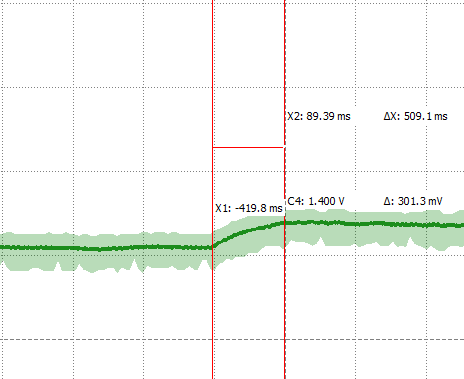 X2: 89.39 ms ΔX: 509.1 ms
X1: -419.8 ms
C4: 1.400 V Δ: 301.3 mV